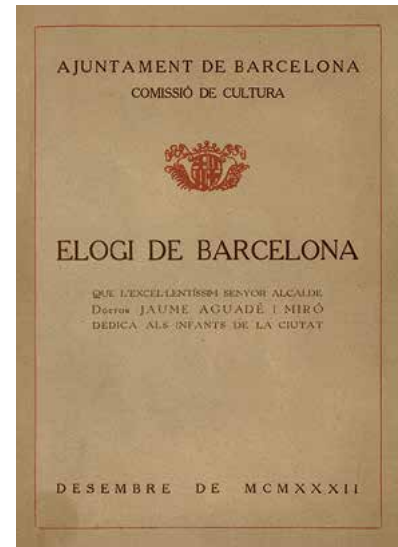 AJUNTAMENT DE BARCELONA
COMISSIÓ DE CULTURA
ELOGI DE BARCELONA
QUE L'EXCEL·LENTÍSSIM SENYOR ALCALDE
Doctor JAUME AGUADÉ I MIRÓ
DEDICA ALS INFANTS DE LA CIUTAT
DESEMBRE DE MCMXXXII